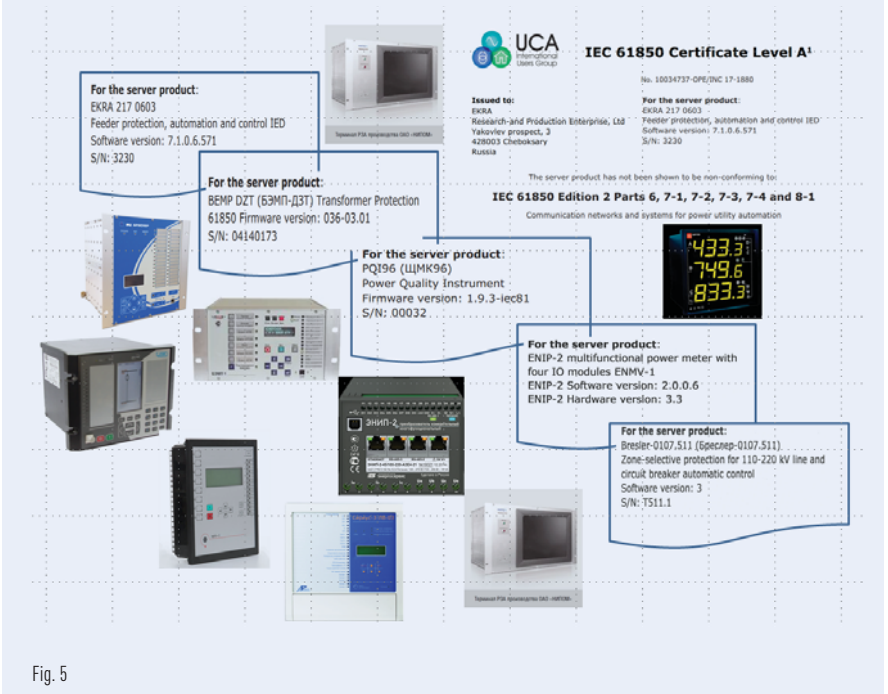 UCA
International
Users Group
IEC 61850 Certificate Level A¹
No. 10034737-OPE/INC 17-1880
Issued to:
EKRA
Research-and Production Enterprise, Ltd
Yakovlev prospect, 3
428003 Cheboksary
Russia
For the server product:
EKRA 217 0603
Feeder protection, automation and control IED
Software version: 7.1.0.6.571
S/N: 3230
The server product has not been shown to be non-conforming to:
IEC 61850 Edition 2 Parts 6, 7-1, 7-2, 7-3, 7-4 and 8-1
Communication networks and systems for power utility automation
For the server product:
EKRA 217 0603
Feeder protection, automation and control IED
Software version: 7.1.0.6.571
S/N: 3230
Терминал РЗА производства ОАО «НИПОМ»
For the server product:
BEMP DZT (БЭМП-ДЗТ) Transformer Protection
61850 Firmware version: 036-03.01
S/N: 04140173
For the server product:
PQI96 (ЩМК96)
Power Quality Instrument
Firmware version: 1.9.3-iec81
S/N: 00032
433.3
749.6
833.3
For the server product:
ENIP-2 multifunctional power meter with
four IO modules ENMV-1
ENIP-2 Software version: 2.0.0.6
ENIP-2 Hardware version: 3.3
For the server product:
Bresler-0107.511 (Бреслер-0107.511)
Zone-selective protection for 110-220 kV line and
circuit breaker automatic control
Software version: 3
S/N: T511.1
ЭНИП-2
Терминал РЗА производства ОАО «НИПОМ»
Fig. 5